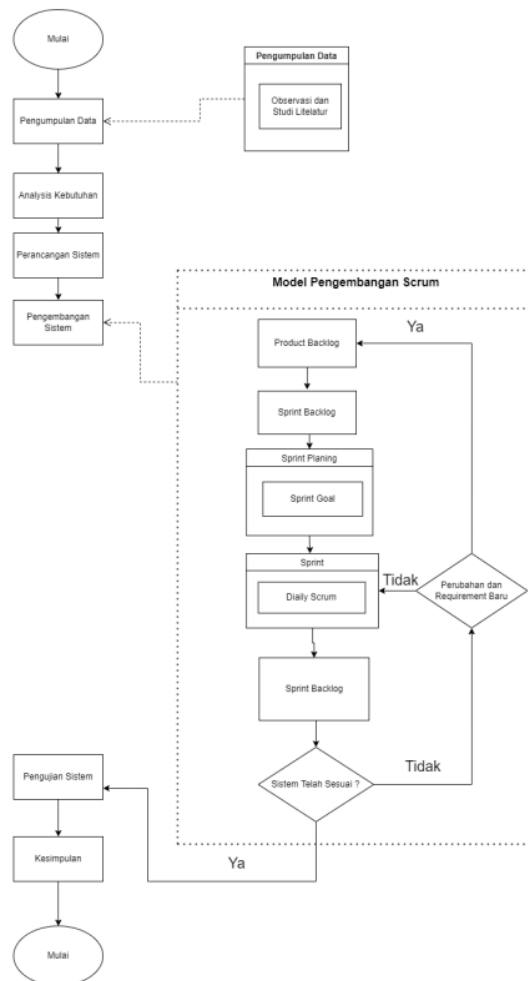 Mulai
Pengumpulan Data
Pengumpulan Data
Observasi dan
Studi Litelatur
Analysis Kebutuhan
Perancangan Sistem
Pengembangan
Sistem
Model Pengembangan Scrum
Product Backlog
Ya
Sprint Backlog
Sprint Planing
Sprint Goal
Sprint
Diaily Scrum
Tidak
Perubahan dan
Requirement Baru
Sprint Backlog
Sistem Telah Sesuai ?
Tidak
Ya
Pengujian Sistem
Kesimpulan
Mulai